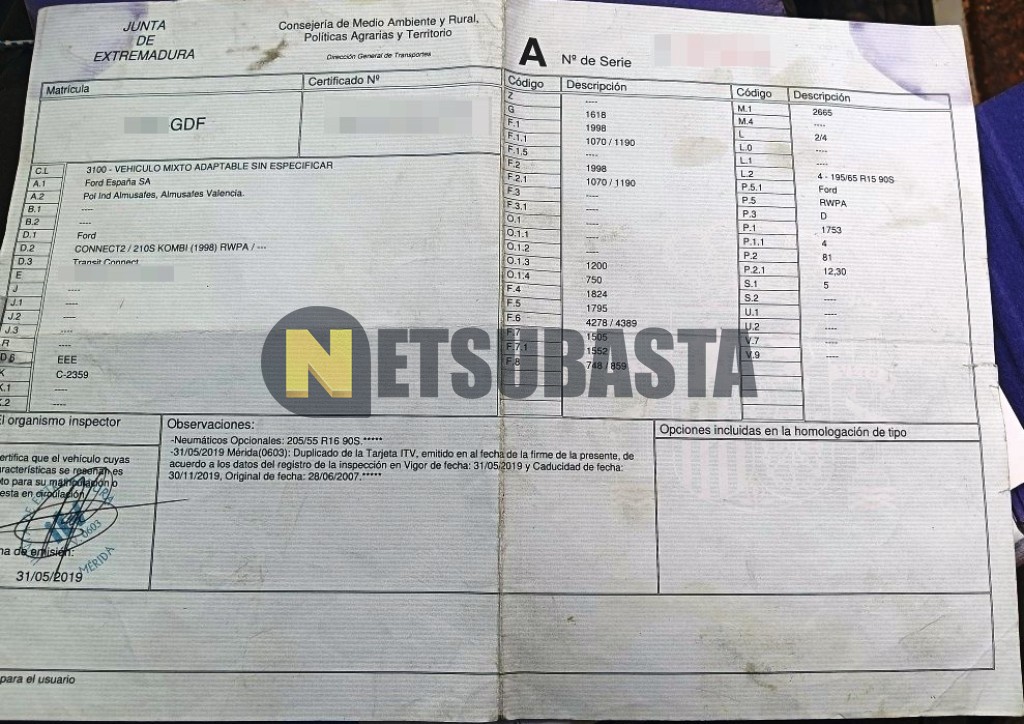 JUNTA
DE
EXTREMADURA
Consejería de Medio Ambiente y Rural,
Políticas Agrarias y Territorio
Dirección General de Transportes
A Nº de Serie
Matrícula
Certificado Nº
GDF
C.L 3100 - VEHICULO MIXTO ADAPTABLE SIN ESPECIFICAR
A.1 Ford España SA
A.2 Pol Ind Almusafes, Almusafes Valencia.
B.1 ----
B.2 ----
D.1 Ford
D.2 CONNECT2 / 210S KOMBI (1998) RWPA / ---
D.3 Transit Connect
E
J ----
J.1 ----
J.2 ----
J.3 ----
R ----
D.6 EEE
K C-2359
K.1 ----
K.2 ----
Código Descripción
Z ----
G 1618
F.1 1998
F.1.1 1070 / 1190
F.1.5 ----
F.2 1998
F.2.1 1070 / 1190
F.3 ----
F.3.1 ----
O.1 ----
O.1.1 ----
O.1.2 1200
O.1.3 750
O.1.4 1824
F.4 1795
F.5 4278 / 4389
F.6 1505
F.7 1552
F.7.1 748 / 859
F.8
Código Descripción
M.1 2665
M.4 ----
L 2/4
L.0 ----
L.1 ----
L.2 4 - 195/65 R15 90S
P.5.1 Ford
P.5 RWPA
P.3 D
P.1 1753
P.1.1 4
P.2 81
P.2.1 12,30
S.1 5
S.2 ----
U.1 ----
U.2 ----
V.7 ----
V.9 ----
NETSUBASTA
El organismo inspector
certifica que el vehículo cuyas
características se reseñan es
apto para su matriculación o
puesta en circulación
MÉRIDA
0603
31/05/2019
Observaciones:
-Neumáticos Opcionales: 205/55 R16 90S.*****
-31/05/2019 Mérida(0603): Duplicado de la Tarjeta ITV, emitido en al fecha de la firme de la presente, de
acuerdo a los datos del registro de la inspección en Vigor de fecha: 31/05/2019 y Caducidad de fecha:
30/11/2019, Original de fecha: 28/06/2007.*****
Opciones incluidas en la homologación de tipo
para el usuario